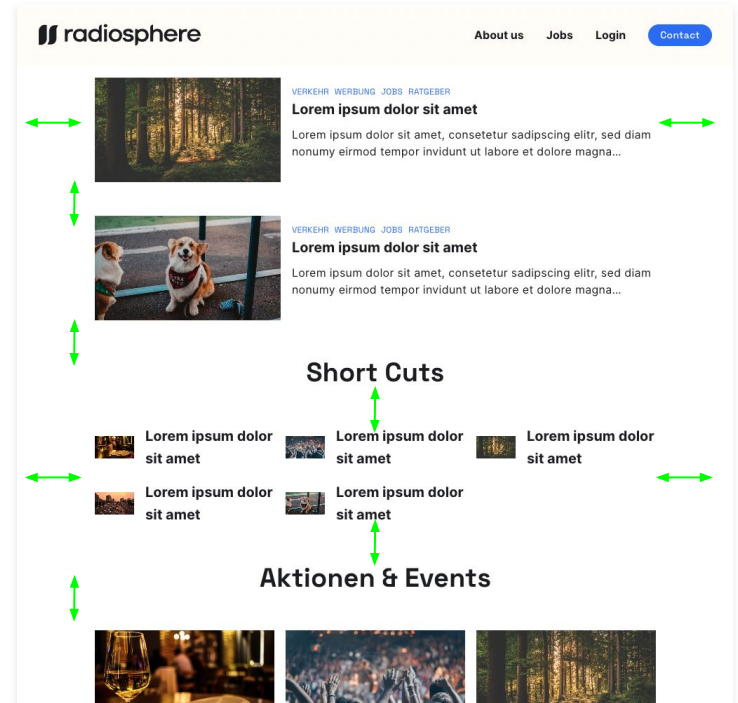 radiosphere
About us Jobs Login Contact
VERKEHR WERBUNG JOBS RATGEBER
Lorem ipsum dolor sit amet
Lorem ipsum dolor sit amet, consetetur sadipscing elitr, sed diam
nonumy eirmod tempor invidunt ut labore et dolore magna...
VERKEHR WERBUNG JOBS RATGEBER
Lorem ipsum dolor sit amet
Lorem ipsum dolor sit amet, consetetur sadipscing elitr, sed diam
nonumy eirmod tempor invidunt ut labore et dolore magna...
Short Cuts
Lorem ipsum dolor
sit amet
Lorem ipsum dolor
sit amet
Lorem ipsum dolor
sit amet
Lorem ipsum dolor
sit amet
Lorem ipsum dolor
sit amet
Aktionen & Events